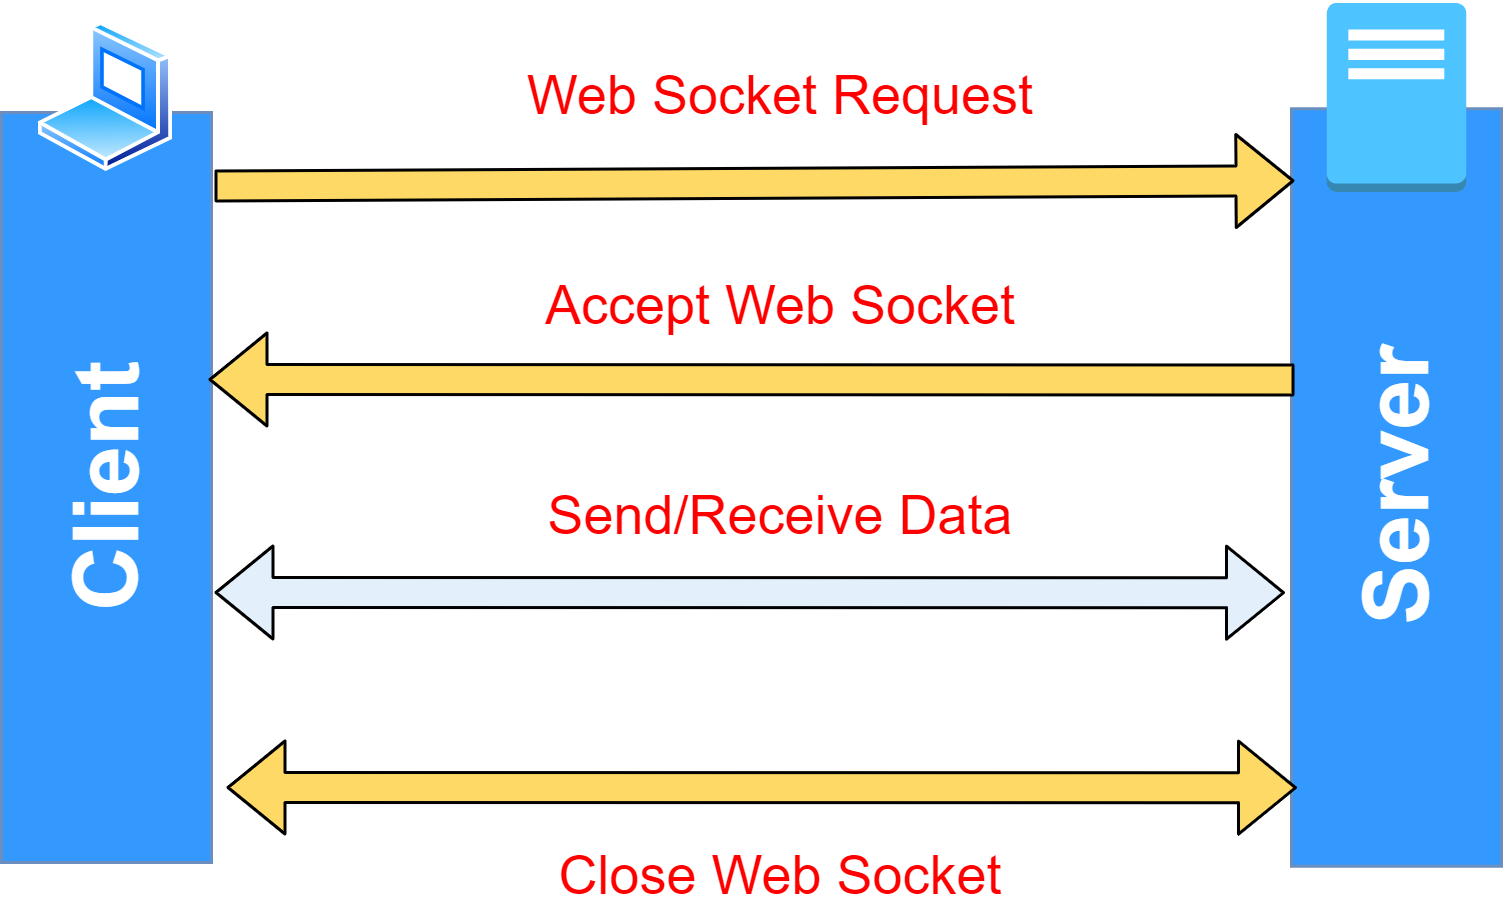 Web Socket Request
Accept Web Socket
Client
Server
Send/Receive Data
Close Web Socket